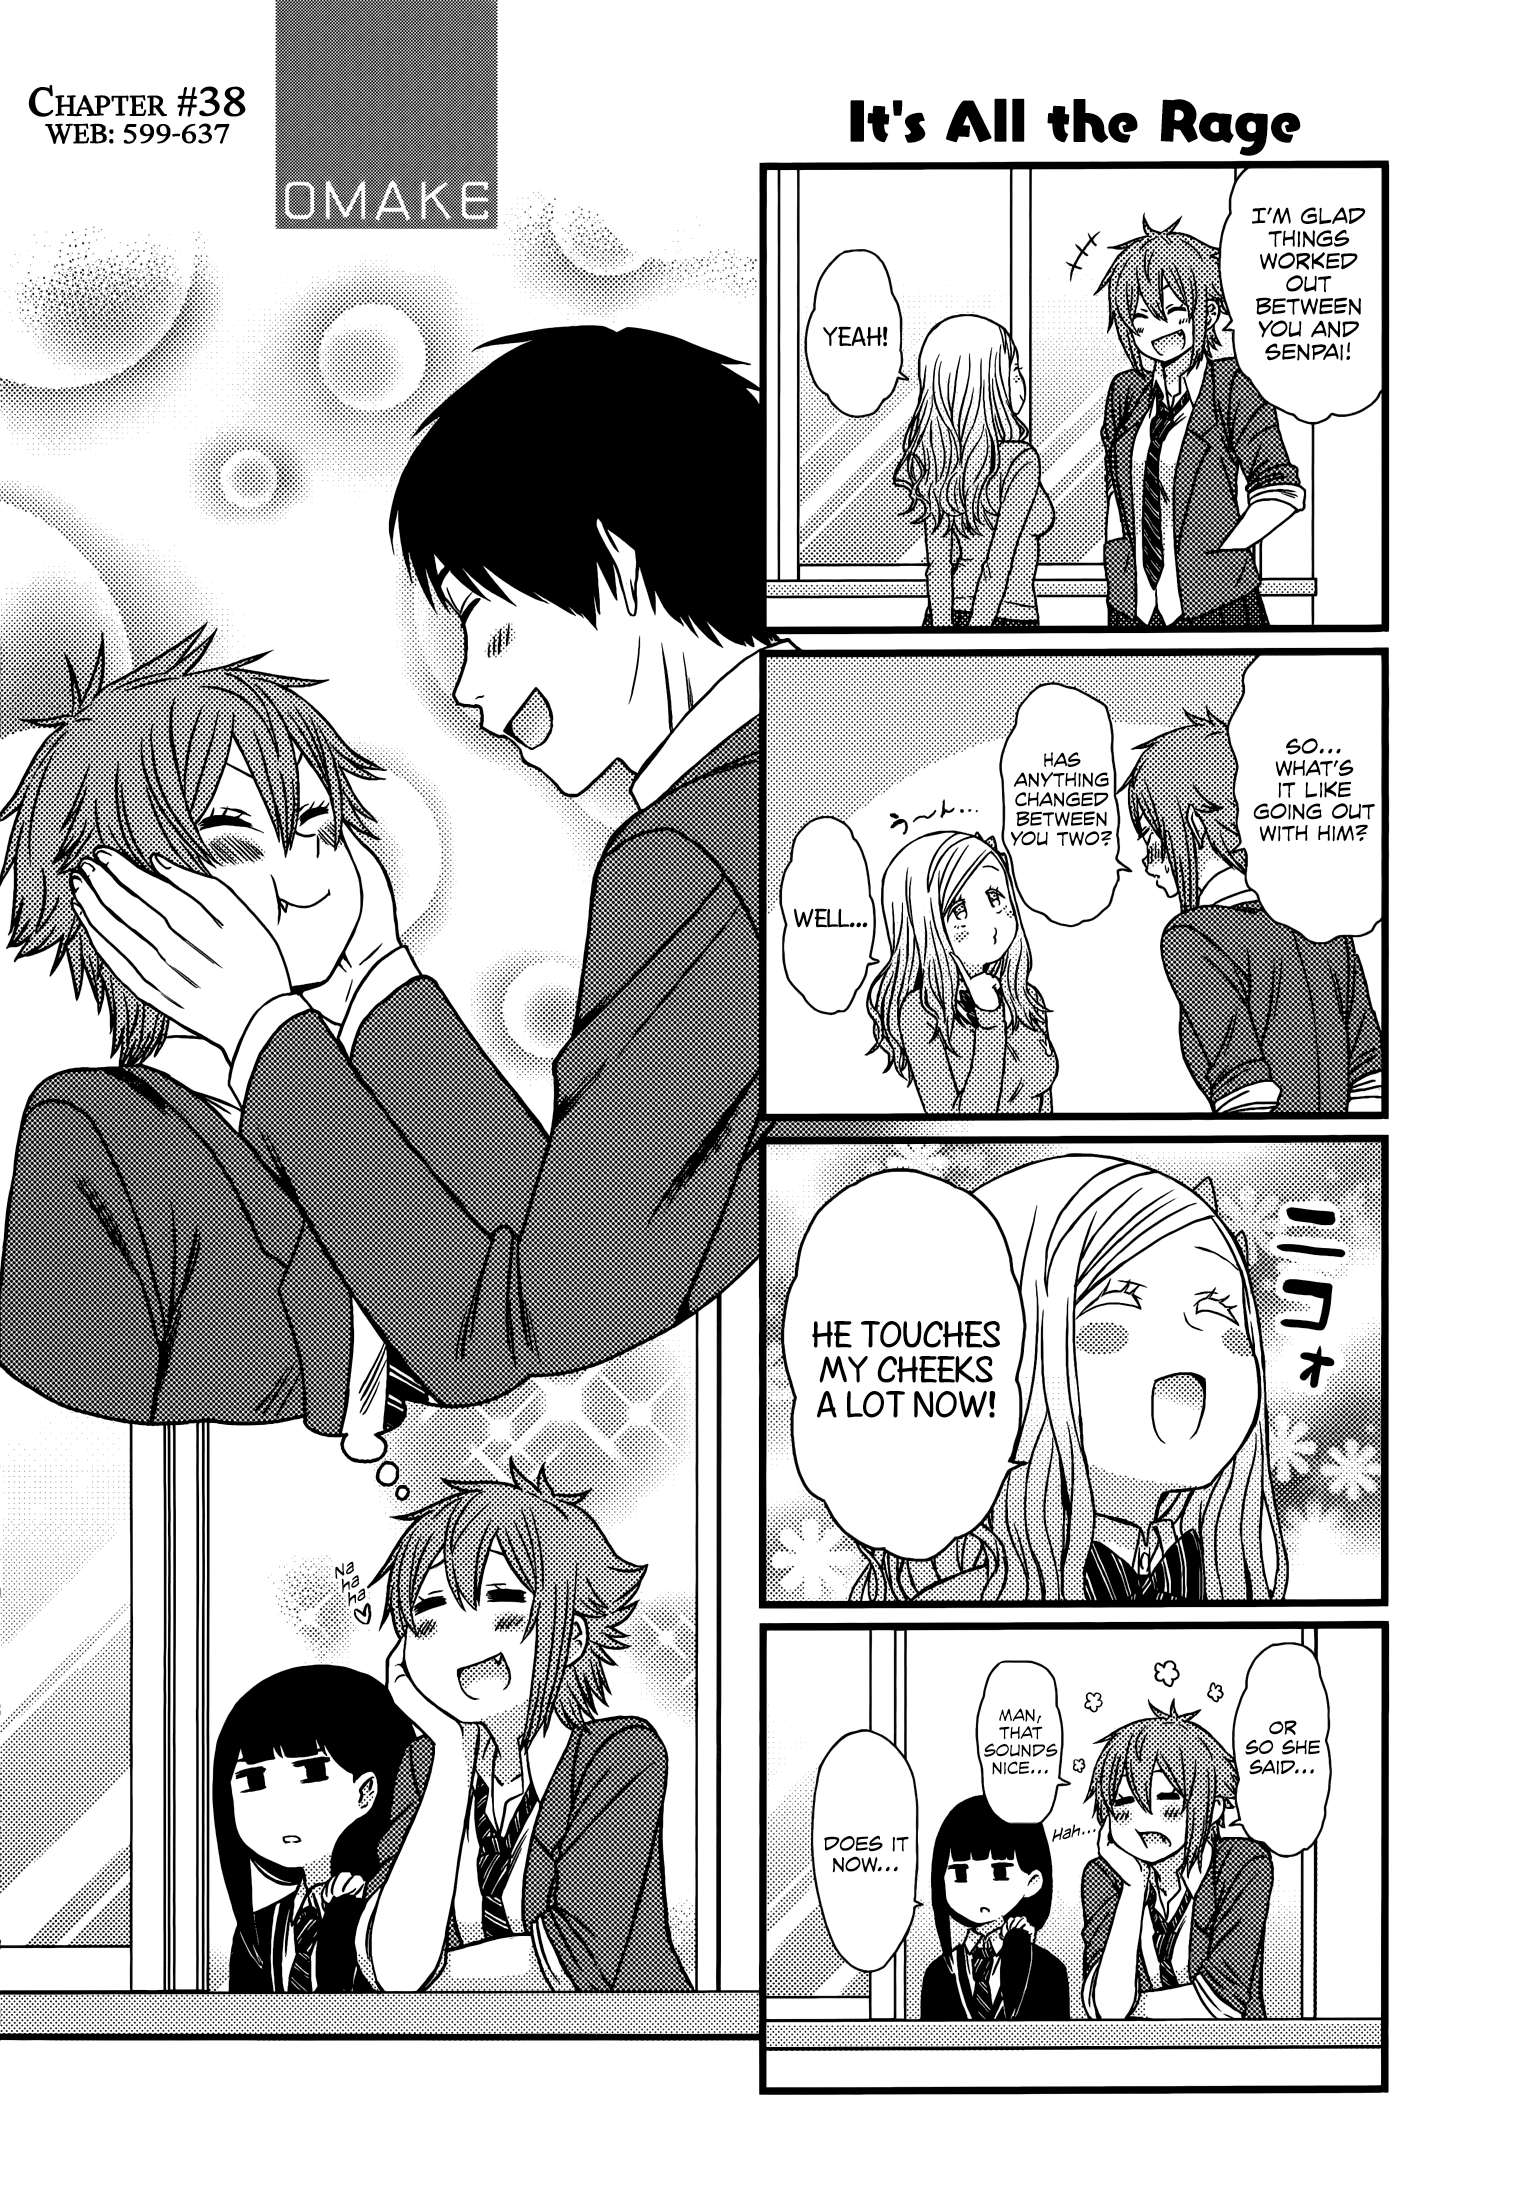 CHAPTER #38
WEB: 599-637
OMAKE
It's All the Rage
I'M GLAD
THINGS
WORKED
OUT
BETWEEN
YOU AND
SENPAI!
YEAH!
SO...
WHAT'S
IT LIKE
GOING OUT
WITH HIM?
HAS
ANYTHING
CHANGED
BETWEEN
YOU TWO?
う〜ん...
WELL...
ニコォ
HE TOUCHES
MY CHEEKS
A LOT NOW!
OR
SO SHE
SAID...
MAN,
THAT
SOUNDS
NICE...
Hah...
DOES IT
NOW...
Na
ha
ha